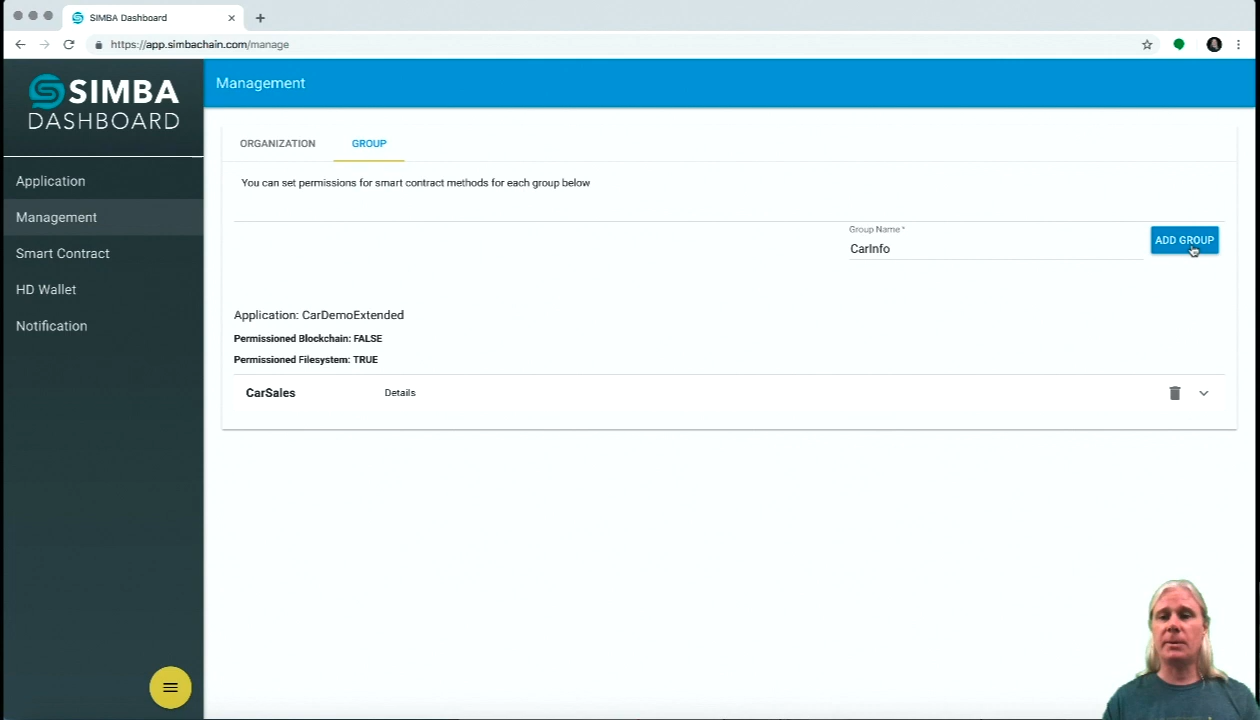 SIMBA Dashboard
https://app.simbachain.com/manage
SIMBA
DASHBOARD
Management
Application
Management
Smart Contract
HD Wallet
Notification
ORGANIZATION
GROUP
You can set permissions for smart contract methods for each group below
Group Name *
CarInfo
ADD GROUP
Application: CarDemoExtended
Permissioned Blockchain: FALSE
Permissioned Filesystem: TRUE
CarSales
Details